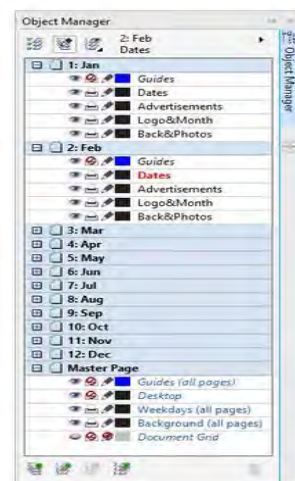 Object Manager
2: Feb
Dates
1: Jan
Guides
Dates
Advertisements
Logo&Month
Back&Photos
2: Feb
Guides
Dates
Advertisements
Logo&Month
Back&Photos
3: Mar
4: Apr
5: May
6: Jun
7: Jul
8: Aug
9: Sep
10: Oct
11: Nov
12: Dec
Master Page
Guides (all pages)
Desktop
Weekdays (all pages)
Background (all pages)
Document Grid
Object Manager